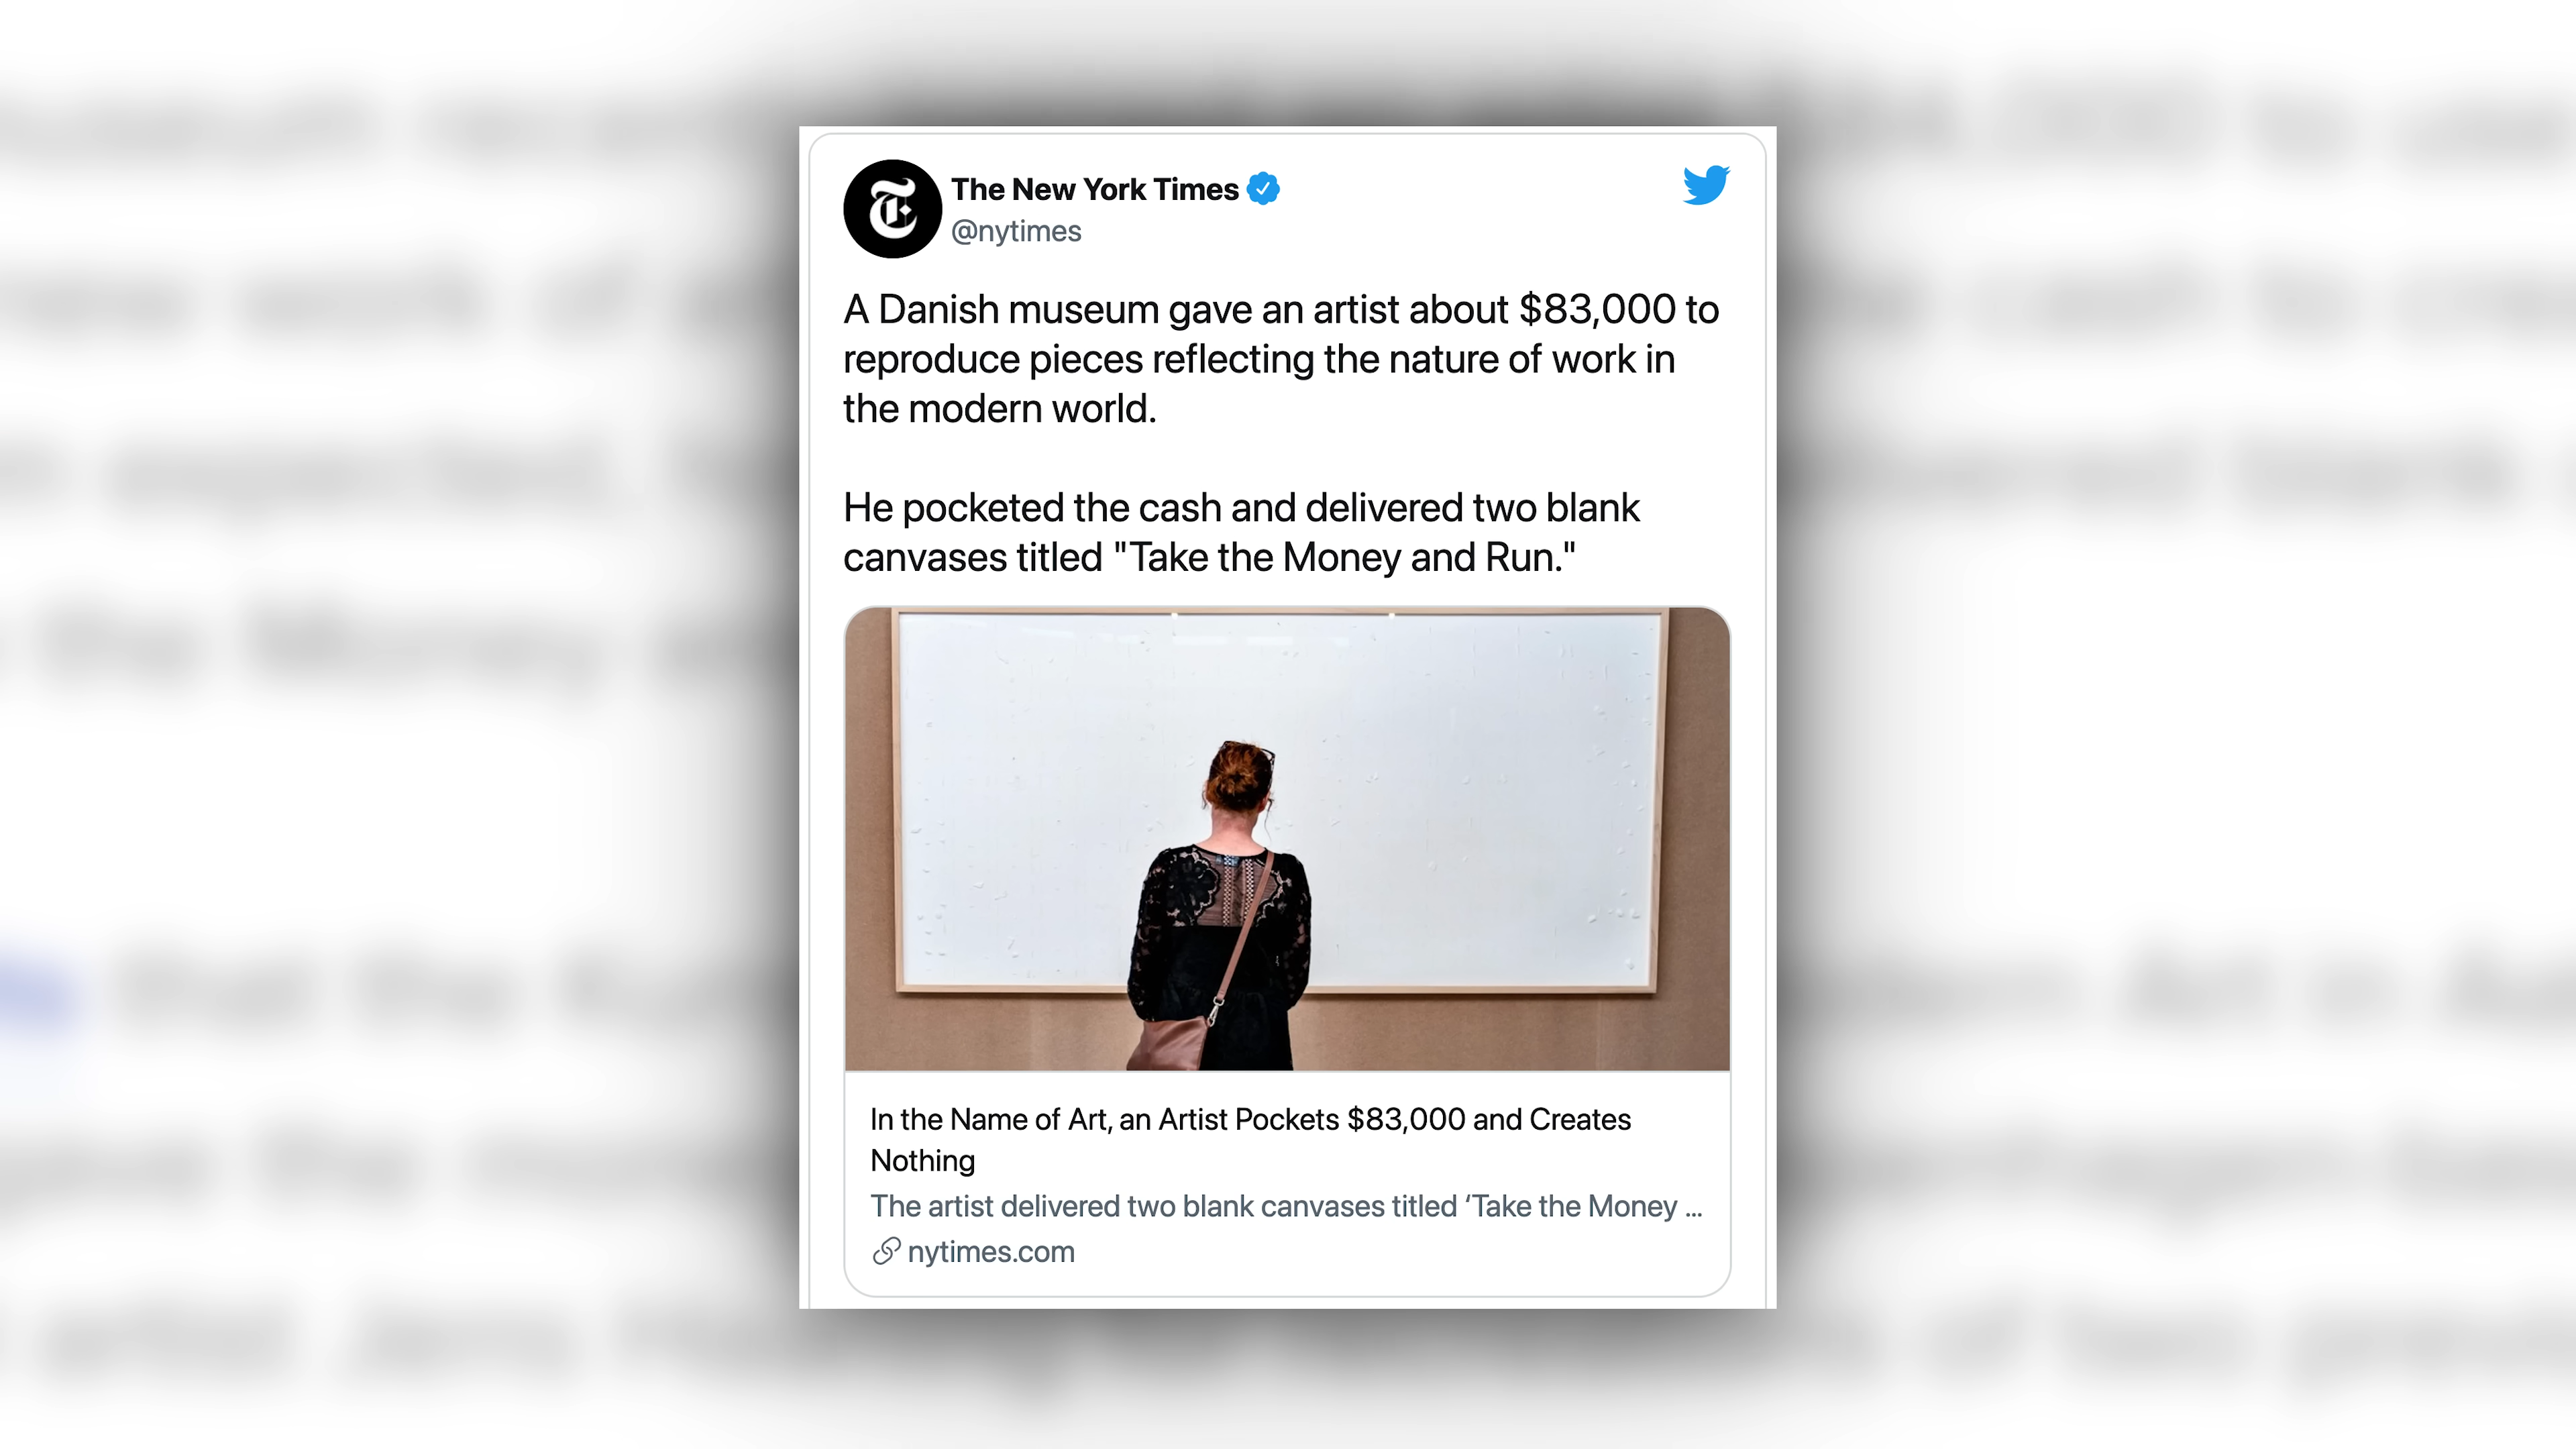 The New York Times
@nytimes
A Danish museum gave an artist about $83,000 to
reproduce pieces reflecting the nature of work in
the modern world.
He pocketed the cash and delivered two blank
canvases titled "Take the Money and Run."
In the Name of Art, an Artist Pockets $83,000 and Creates
Nothing
The artist delivered two blank canvases titled ‘Take the Money ...
nytimes.com